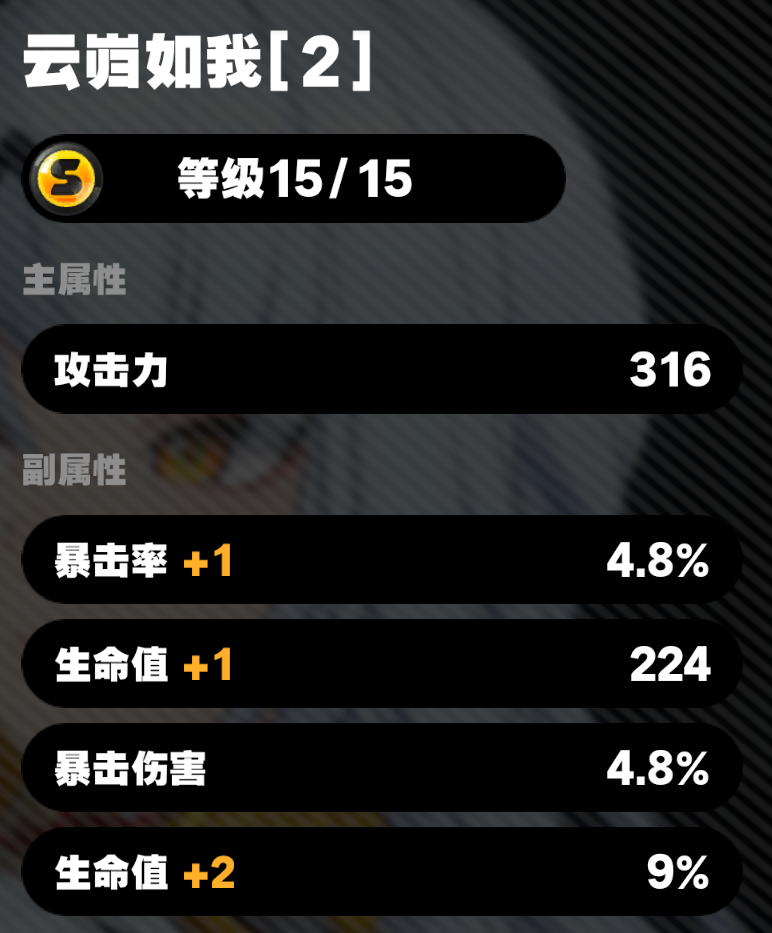 云岿如我[2]
S 等级15/15
主属性
攻击力 316
副属性
暴击率 +1 4.8%
生命值 +1 224
暴击伤害 4.8%
生命值 +2 9%